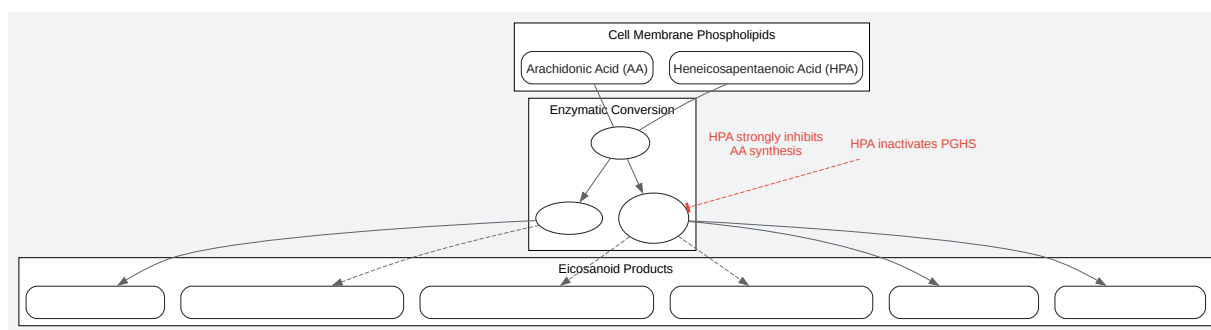 Cell Membrane Phospholipids
Arachidonic Acid (AA)
Heneicosapentaenoic Acid (HPA)
Enzymatic Conversion
HPA strongly inhibits
AA synthesis
HPA inactivates PGHS
Eicosanoid Products